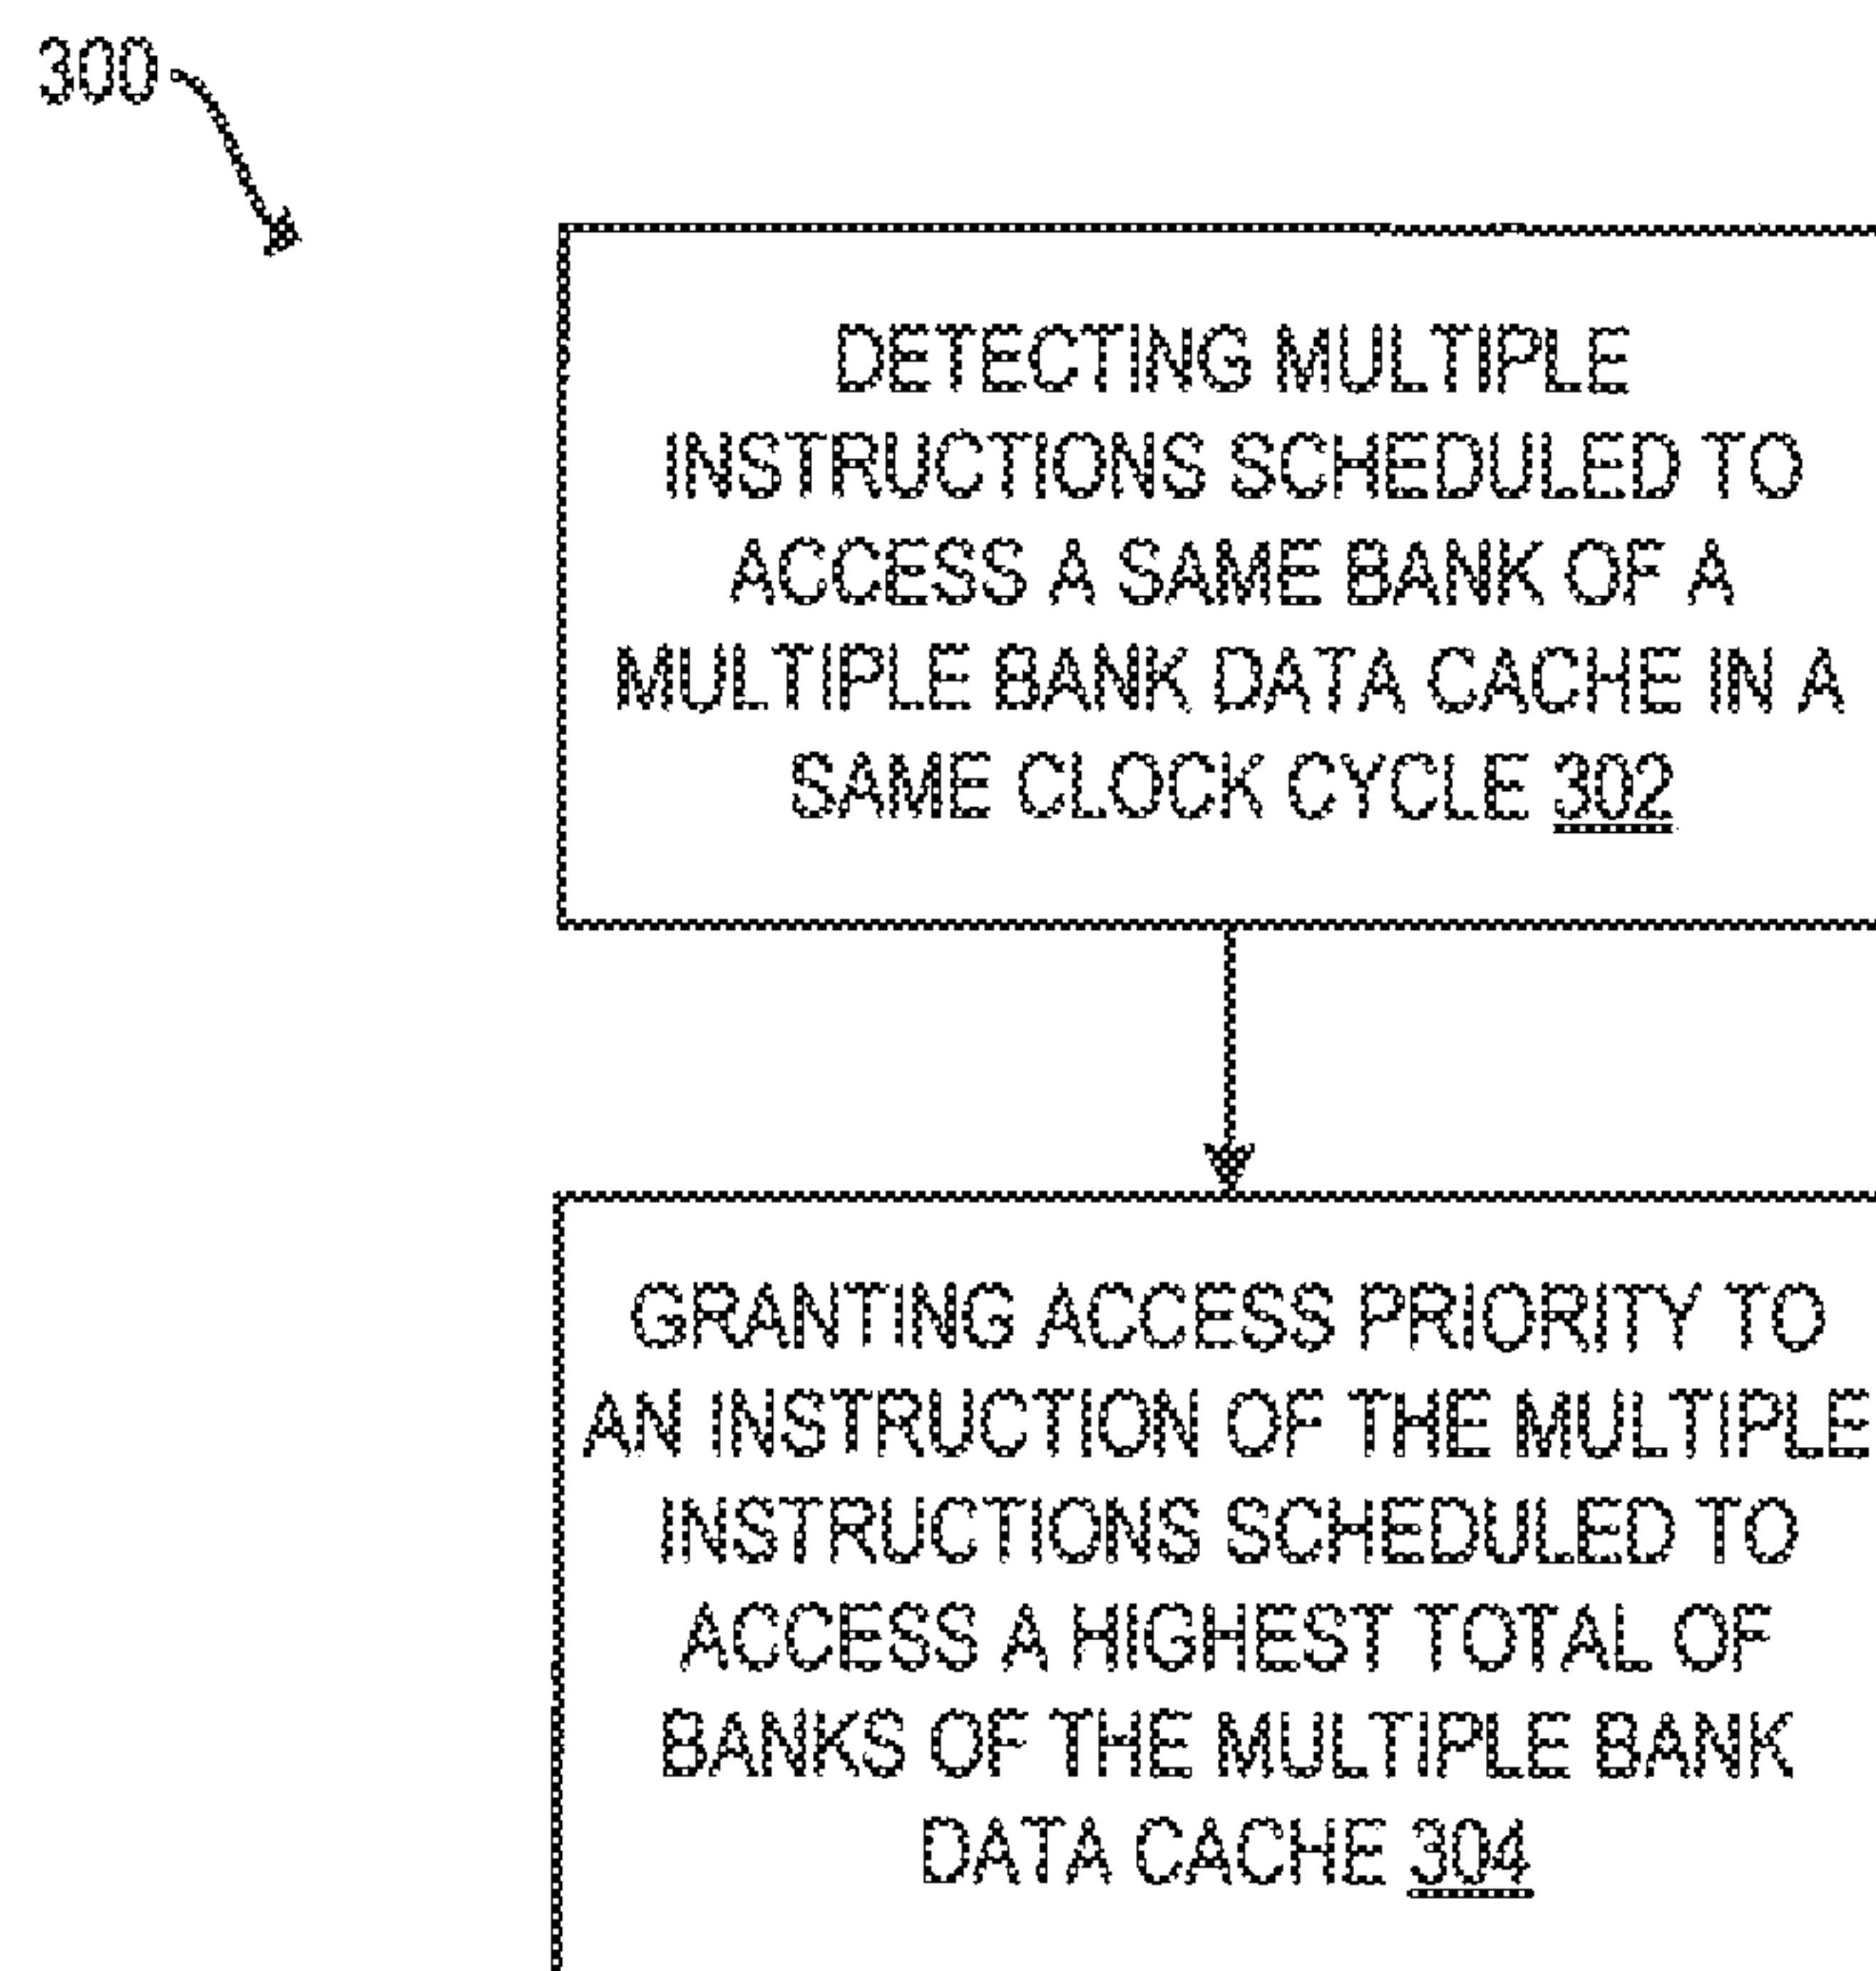 300
DETECTING MULTIPLE
INSTRUCTIONS SCHEDULED TO
ACCESS A SAME BANK OF A
MULTIPLE BANK DATA CACHE IN A
SAME CLOCK CYCLE 302
GRANTING ACCESS PRIORITY TO
AN INSTRUCTION OF THE MULTIPLE
INSTRUCTIONS SCHEDULED TO
ACCESS A HIGHEST TOTAL OF
BANKS OF THE MULTIPLE BANK
DATA CACHE 304